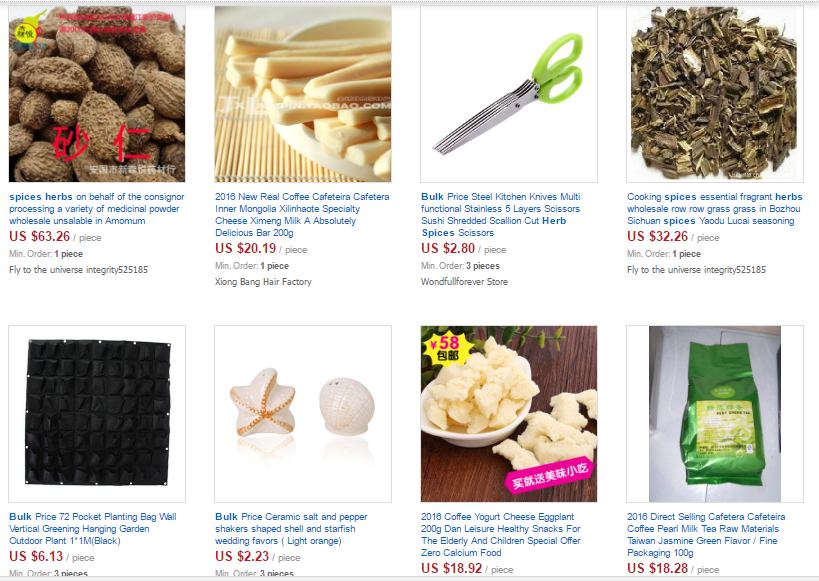 砂 仁
安国市新森悦药材行
spices herbs on behalf of the consignor
processing a variety of medicinal powder
wholesale unsalable in Amomum
US $63.26 / piece
Min. Order: 1 piece
Fly to the universe integrity525185
2016 New Real Coffee Cafeteira Cafetera
Inner Mongolia Xilinhaote Specialty
Cheese Ximeng Milk A Absolutely
Delicious Bar 200g
US $20.19 / piece
Min. Order: 1 piece
Xiong Bang Hair Factory
Bulk Price Steel Kitchen Knives Multi
functional Stainless 5 Layers Scissors
Sushi Shredded Scallion Cut Herb
Spices Scissors
US $2.80 / piece
Min. Order: 3 pieces
Wondfullforever Store
Cooking spices essential fragrant herbs
wholesale row row grass grass in Bozhou
Sichuan spices Yaodu Lucai seasoning
US $32.26 / piece
Min. Order: 1 piece
Fly to the universe integrity525185
Bulk Price 72 Pocket Planting Bag Wall
Vertical Greening Hanging Garden
Outdoor Plant 1*1M(Black)
US $6.13 / piece
Min. Order: 3 pieces
Bulk Price Ceramic salt and pepper
shakers shaped shell and starfish
wedding favors ( Light orange)
US $2.23 / piece
Min. Order: 3 pieces
¥58
包邮
买就送美味小吃
2016 Coffee Yogurt Cheese Eggplant
200g Dan Leisure Healthy Snacks For
The Elderly And Children Special Offer
Zero Calcium Food
US $18.92 / piece
2016 Direct Selling Cafetera Cafeteira
Coffee Pearl Milk Tea Raw Materials
Taiwan Jasmine Green Flavor / Fine
Packaging 100g
US $18.28 / piece